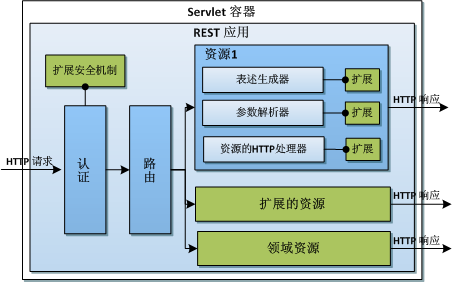 Servlet 容器
REST 应用
资源1
扩展安全机制
表述生成器
扩展
HTTP 响应
参数解析器
扩展
HTTP 请求
认证
路由
资源的HTTP处理器
扩展
扩展的资源
HTTP 响应
领域资源
HTTP 响应